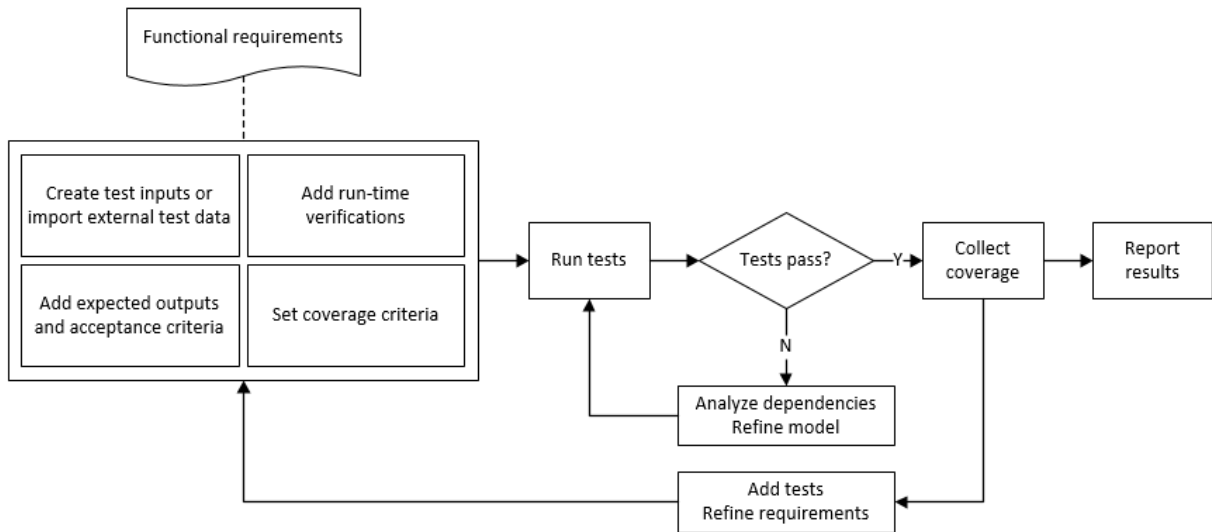 Functional requirements
Create test inputs or
import external test data
Add run-time
verifications
Add expected outputs
and acceptance criteria
Set coverage criteria
Run tests
Tests pass?
Y
N
Collect
coverage
Report
results
Analyze dependencies
Refine model
Add tests
Refine requirements